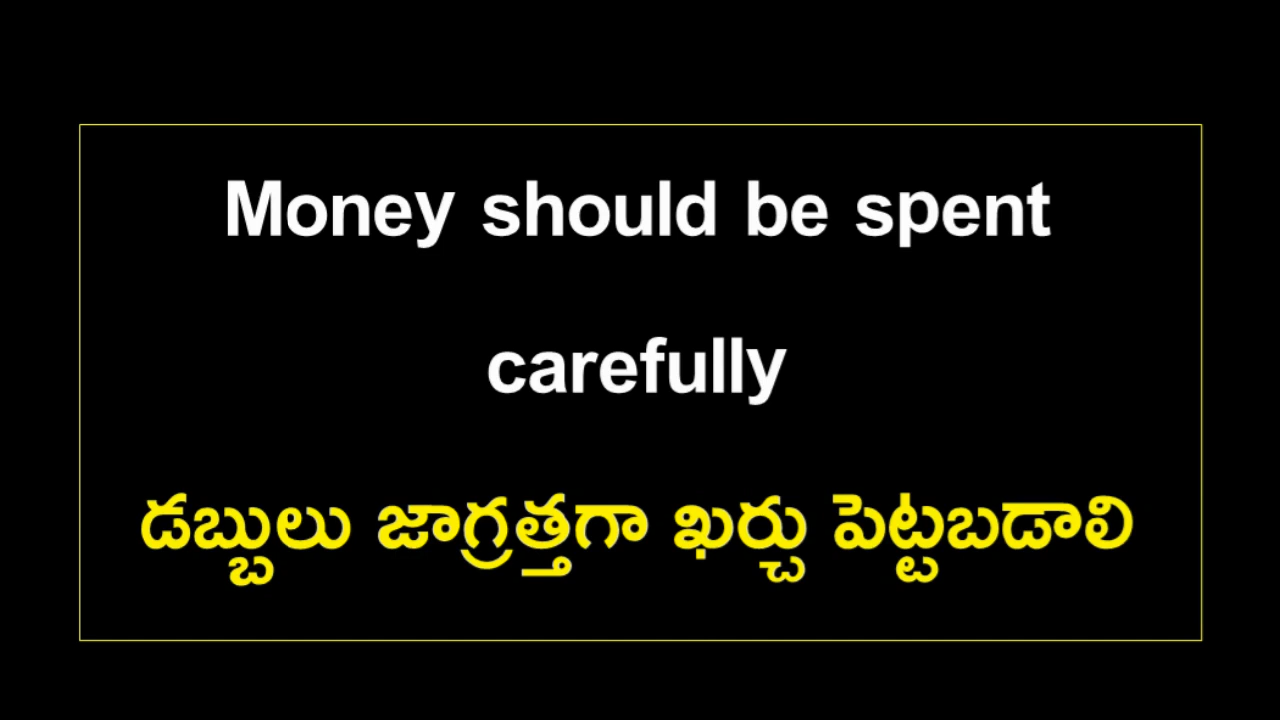 Money should be spent
carefully
డబ్బులు జాగ్రత్తగా ఖర్చు పెట్టబడాలి